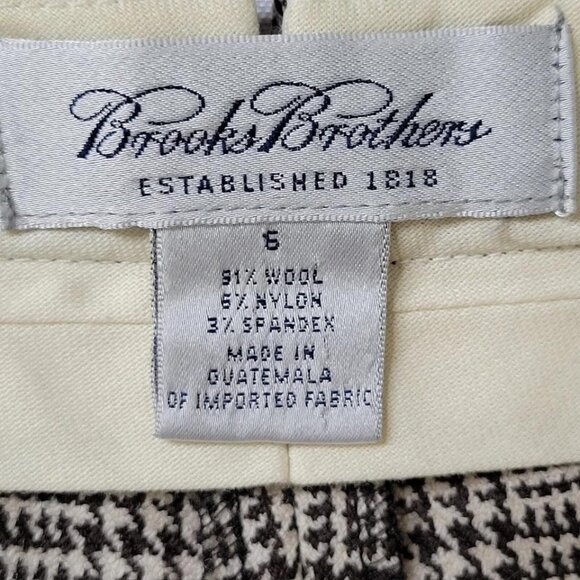 Brooks Brothers
ESTABLISHED 1818
6
91% WOOL
6% NYLON
3% SPANDEX
MADE IN
GUATEMALA
OF IMPORTED FABRIC